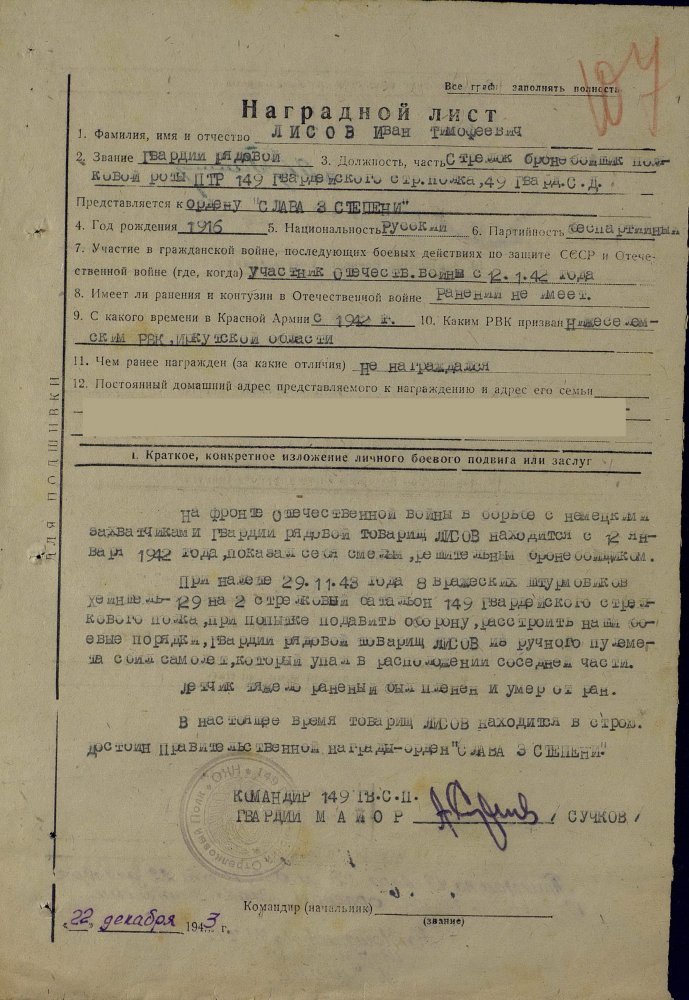 107
Все графы заполнять полность
Наградной лист
1. Фамилия, имя и отчество ЛИСОВ Иван Тимофеевич
2. Звание Гвардии рядовой 3. Должность, часть Стрелок бронебойщик пол-
ковой роты ПТР 149 Гвардейского стр.полка,49 Гвард.С.Д.
Представляется к ордену "СЛАВА 3 СТЕПЕНИ"
4. Год рождения 1916 5. Национальность Русский 6. Партийность беспартийный
7. Участие в гражданской войне, последующих боевых действиях по защите СССР и Отече-
ственной войне (где, когда) Участник Отечеств.войны с 12.1.42 года
8. Имеет ли ранения и контузии в Отечественной войне Ранений не имеет.
9. С какого времени в Красной Армии с 1942 г. 10. Каким РВК призван Нижеселем-
ским РВК,Иркутской области
11. Чем ранее награжден (за какие отличия) Не награждался
12. Постоянный домашний адрес представляемого к награждению и адрес его семьи
ДЛЯ ПОДШИВКИ
1. Краткое, конкретное изложение личного боевого подвига или заслуг
На фронте Отечественной войны в борьбе с немецкими
захватчиками Гвардии рядовой товарищ ЛИСОВ находится с 12 ян-
варя 1942 года,показал себя смелым,решительным бронебойщиком.
При налете 29.11.43 года 8 вражеских штурмовиков
Хейншель-129 на 2 стрелковый батальон 149 Гвардейского стрел-
кового полка,при попытке подавить оборону,расстроить наши бо-
евые порядки,Гвардии рядовой товарищ ЛИСОВ из ручного пулеме-
та сбил самолет,который упал в расположении соседней части.
Летчик тяжело раненый был пленен и умер от ран.
В настоящее время товарищ ЛИСОВ находится в строю.
Достоин Правительственной награды-орден "СЛАВА 3 СТЕПЕНИ".
НКО * 149
Стрелковый Полк
КОМАНДИР 149 ГВ.С.П.
ГВАРДИИ МАЙОР / СУЧКОВ /
Командир (начальник)
(звание)
"22" декабря 1943 г.